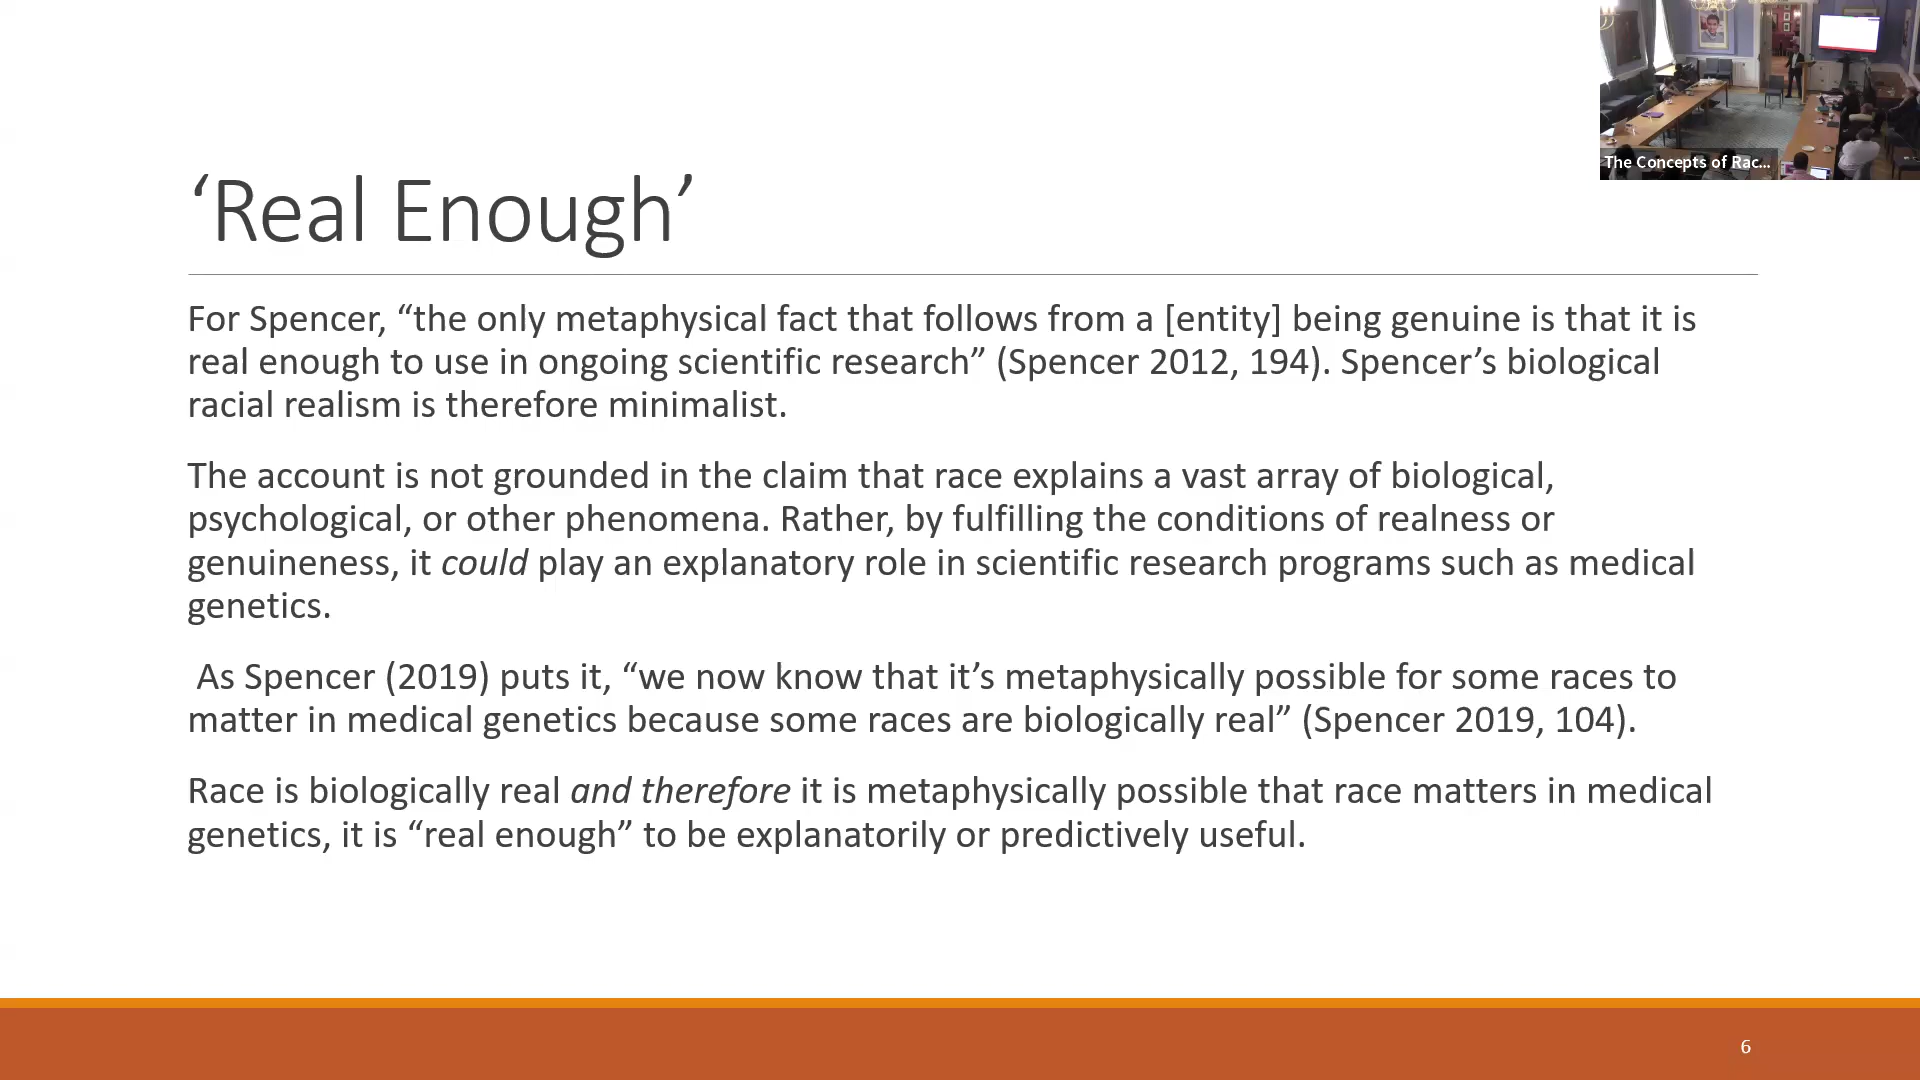 The Concepts of Rac...
‘Real Enough’
For Spencer, “the only metaphysical fact that follows from a [entity] being genuine is that it is
real enough to use in ongoing scientific research” (Spencer 2012, 194). Spencer’s biological
racial realism is therefore minimalist.
The account is not grounded in the claim that race explains a vast array of biological,
psychological, or other phenomena. Rather, by fulfilling the conditions of realness or
genuineness, it could play an explanatory role in scientific research programs such as medical
genetics.
As Spencer (2019) puts it, “we now know that it’s metaphysically possible for some races to
matter in medical genetics because some races are biologically real” (Spencer 2019, 104).
Race is biologically real and therefore it is metaphysically possible that race matters in medical
genetics, it is “real enough” to be explanatorily or predictively useful.
6